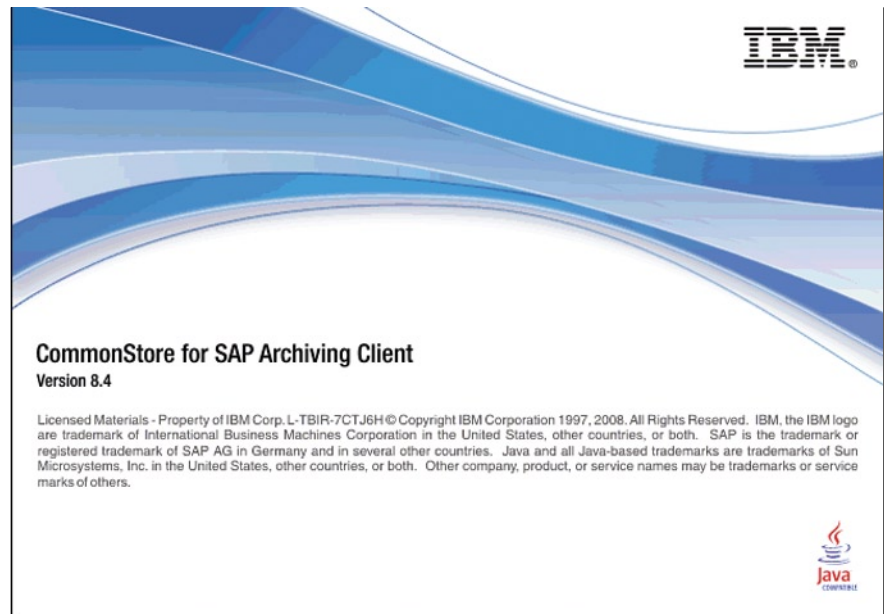 IBM®
CommonStore for SAP Archiving Client
Version 8.4
Licensed Materials - Property of IBM Corp. L-TBIR-7CTJ6H © Copyright IBM Corporation 1997, 2008. All Rights Reserved. IBM, the IBM logo
are trademark of International Business Machines Corporation in the United States, other countries, or both. SAP is the trademark or
registered trademark of SAP AG in Germany and in several other countries. Java and all Java-based trademarks are trademarks of Sun
Microsystems, Inc. in the United States, other countries, or both. Other company, product, or service names may be trademarks or service
marks of others.
Java
COMPATIBLE